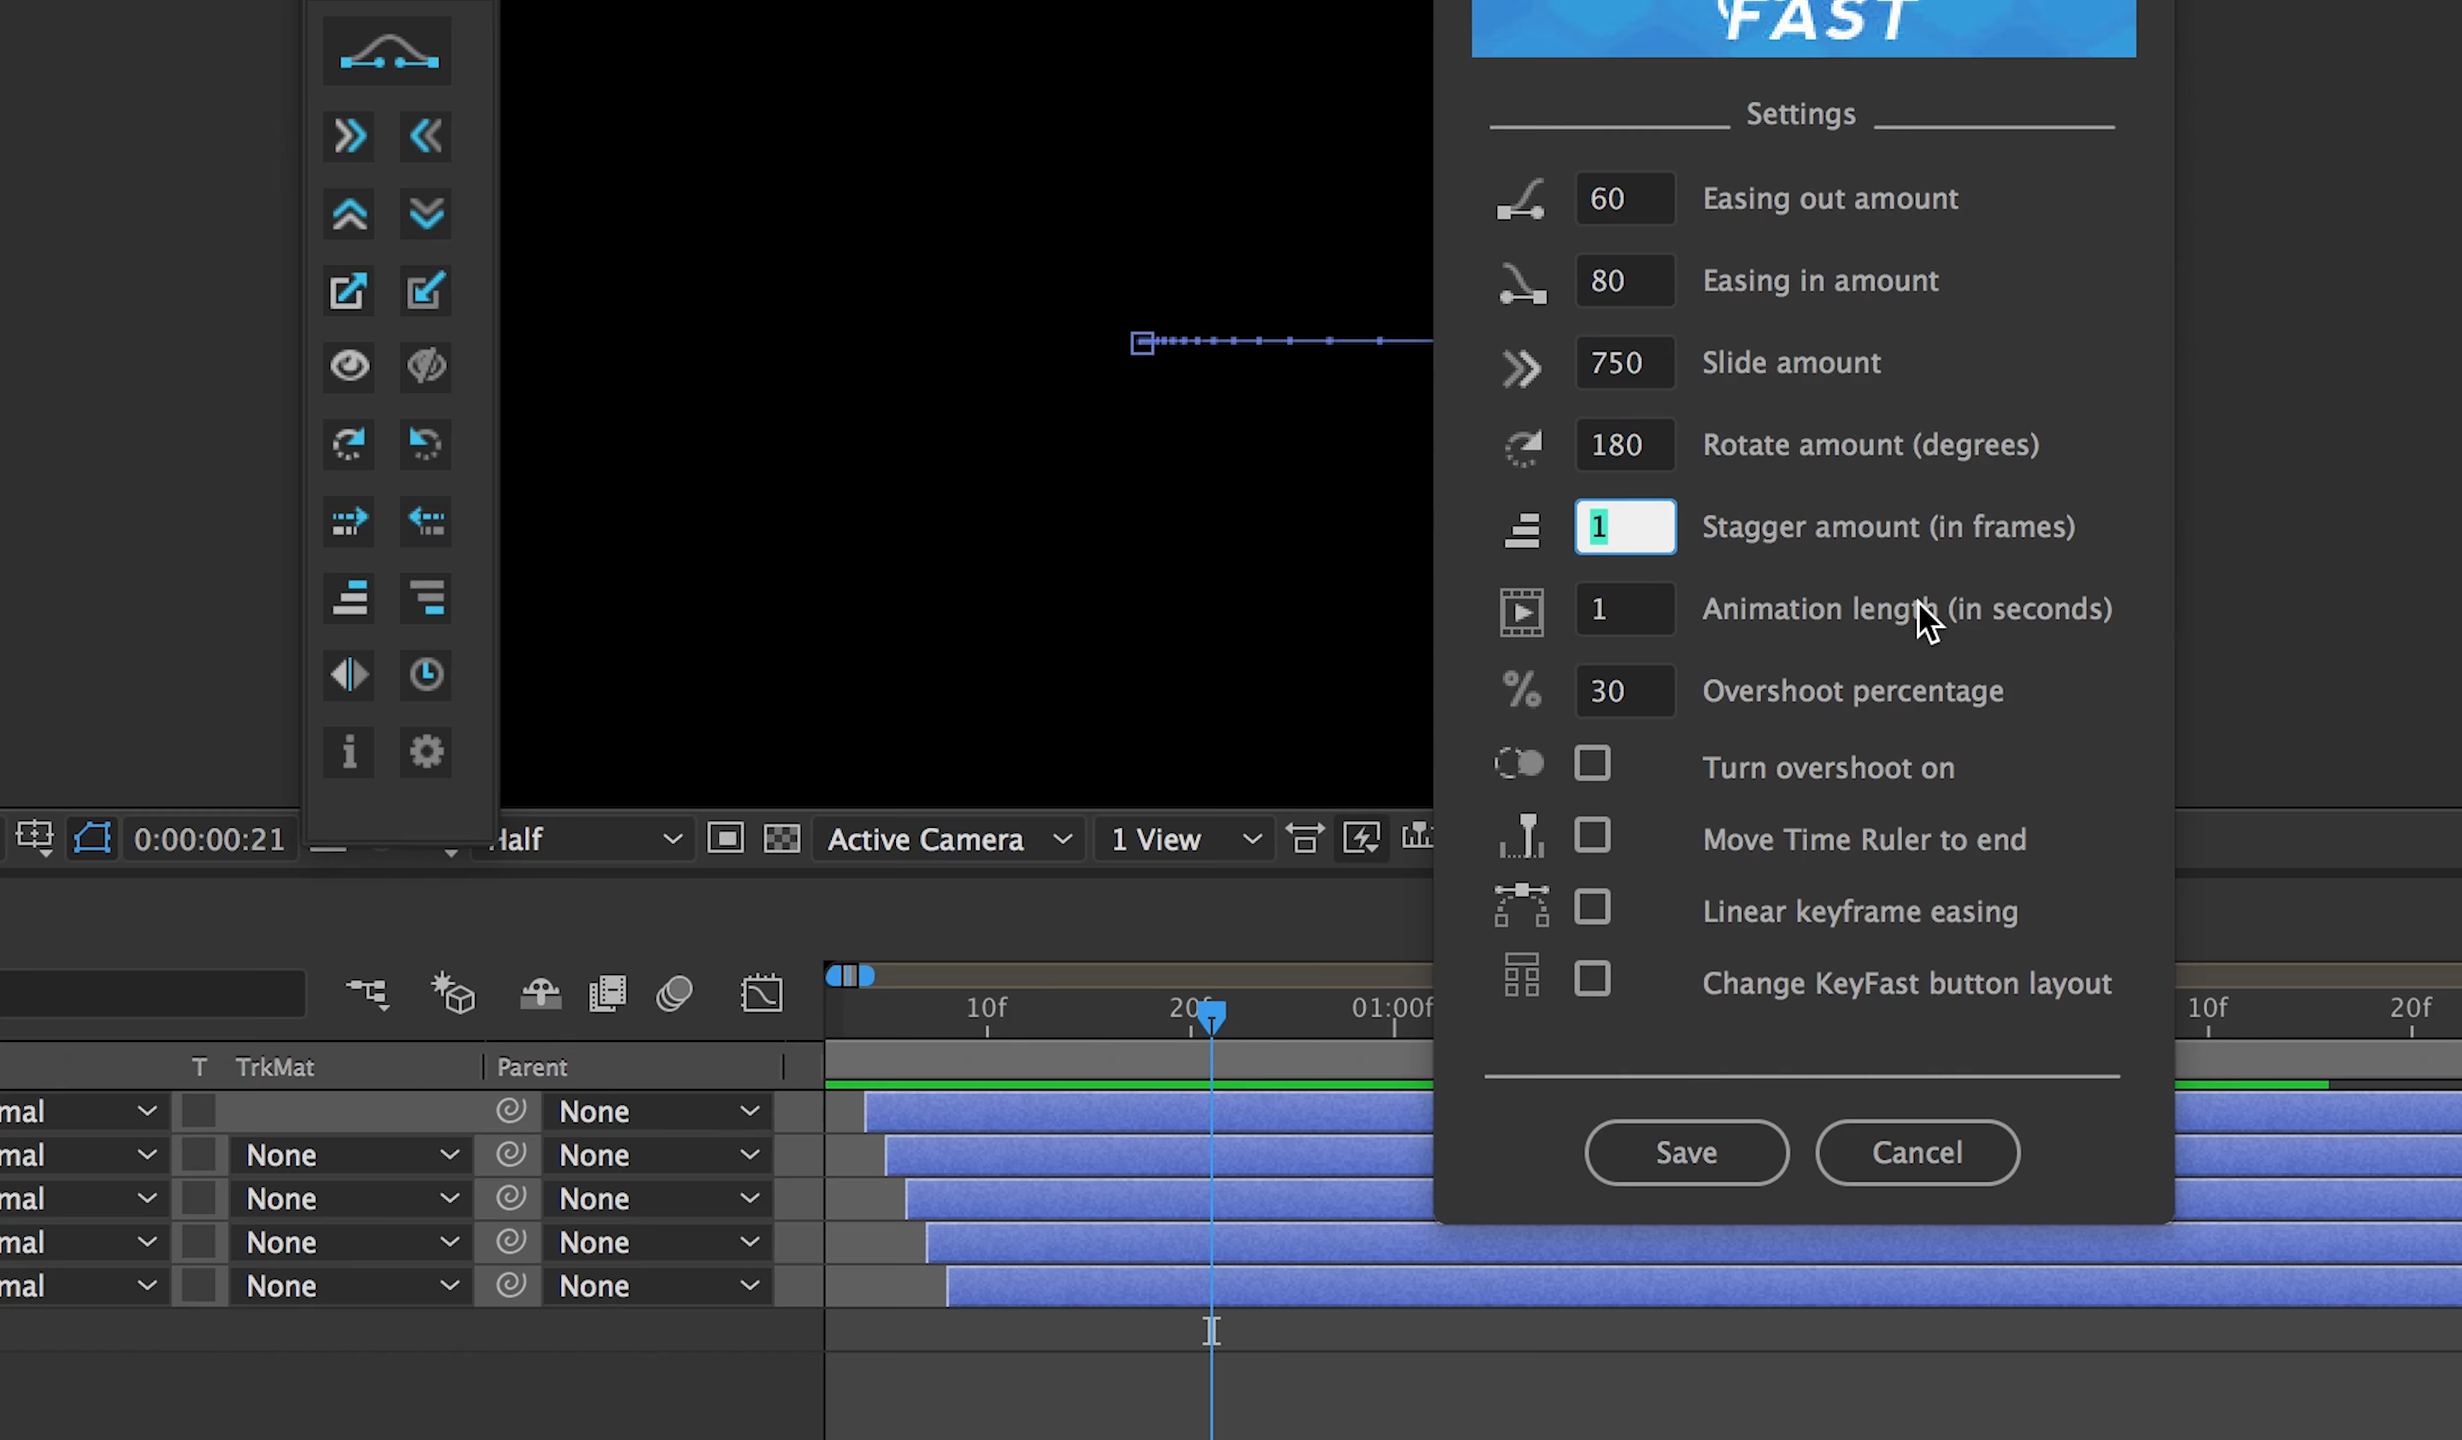 FAST
Settings
60 Easing out amount
80 Easing in amount
750 Slide amount
180 Rotate amount (degrees)
1 Stagger amount (in frames)
1 Animation length (in seconds)
30 Overshoot percentage
Turn overshoot on
Move Time Ruler to end
Linear keyframe easing
Change KeyFast button layout
Save Cancel
0:00:00:21 Half Active Camera 1 View
10f 20f 01:00f 10f 20f
T TrkMat Parent
mal None
mal None None
mal None None
mal None None
mal None None